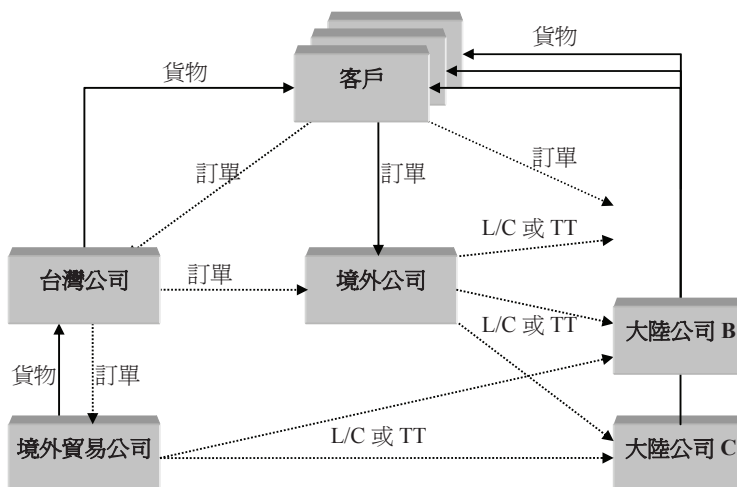 貨物
客戶
貨物
訂單
訂單
訂單
L/C 或 TT
台灣公司
訂單
境外公司
L/C 或 TT
大陸公司 B
貨物
訂單
L/C 或 TT
境外貿易公司
大陸公司 C